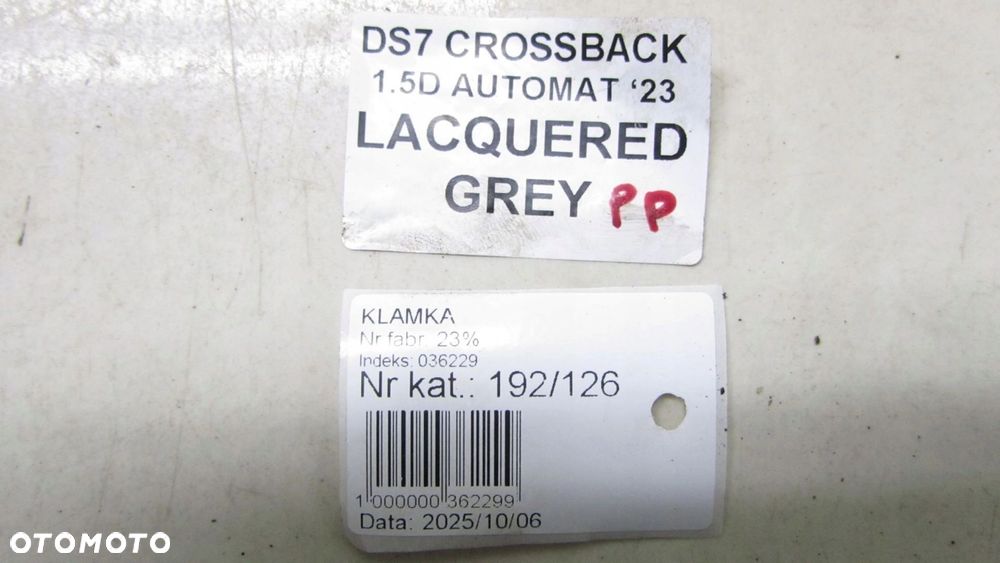 DS7 CROSSBACK
1.5D AUTOMAT ‘23
LACQUERED
GREY PP
KLAMKA
Nr fabr: 23%
Indeks: 036229
Nr kat.: 192/126
1 000000 362299
Data: 2025/10/06
OTOMOTO